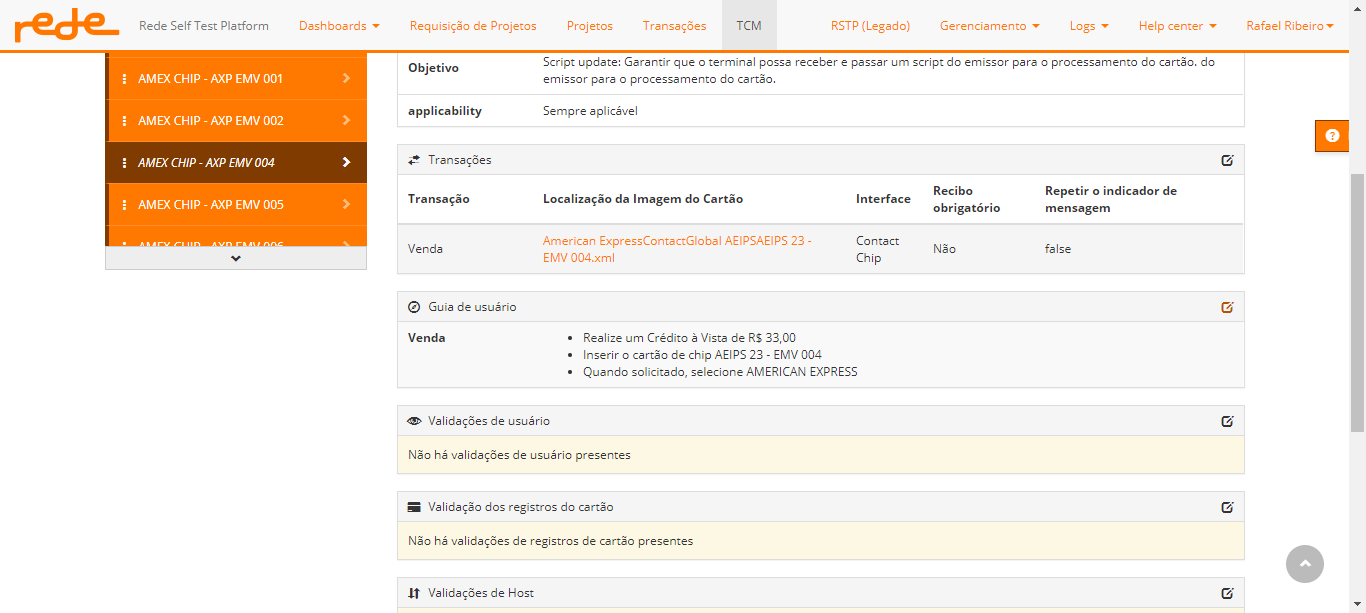 rede Rede Self Test Platform Dashboards Requisição de Projetos Projetos Transações TCM RSTP (Legado) Gerenciamento Logs Help center Rafael Ribeiro
AMEX CHIP - AXP EMV 001
AMEX CHIP - AXP EMV 002
AMEX CHIP - AXP EMV 004
AMEX CHIP - AXP EMV 005
AMEX CHIP - AXP EMV 006
Objetivo
Script update: Garantir que o terminal possa receber e passar um script do emissor para o processamento do cartão. do
emissor para o processamento do cartão.
applicability Sempre aplicável
Transações
Transação Localização da Imagem do Cartão Interface Recibo obrigatório Repetir o indicador de mensagem
Venda American ExpressContactGlobal AEIPSAEIPS 23 -
EMV 004.xml
Contact
Chip
Não false
Guia de usuário
Venda
Realize um Crédito à Vista de R$ 33,00
Inserir o cartão de chip AEIPS 23 - EMV 004
Quando solicitado, selecione AMERICAN EXPRESS
Validações de usuário
Não há validações de usuário presentes
Validação dos registros do cartão
Não há validações de registros de cartão presentes
Validações de Host